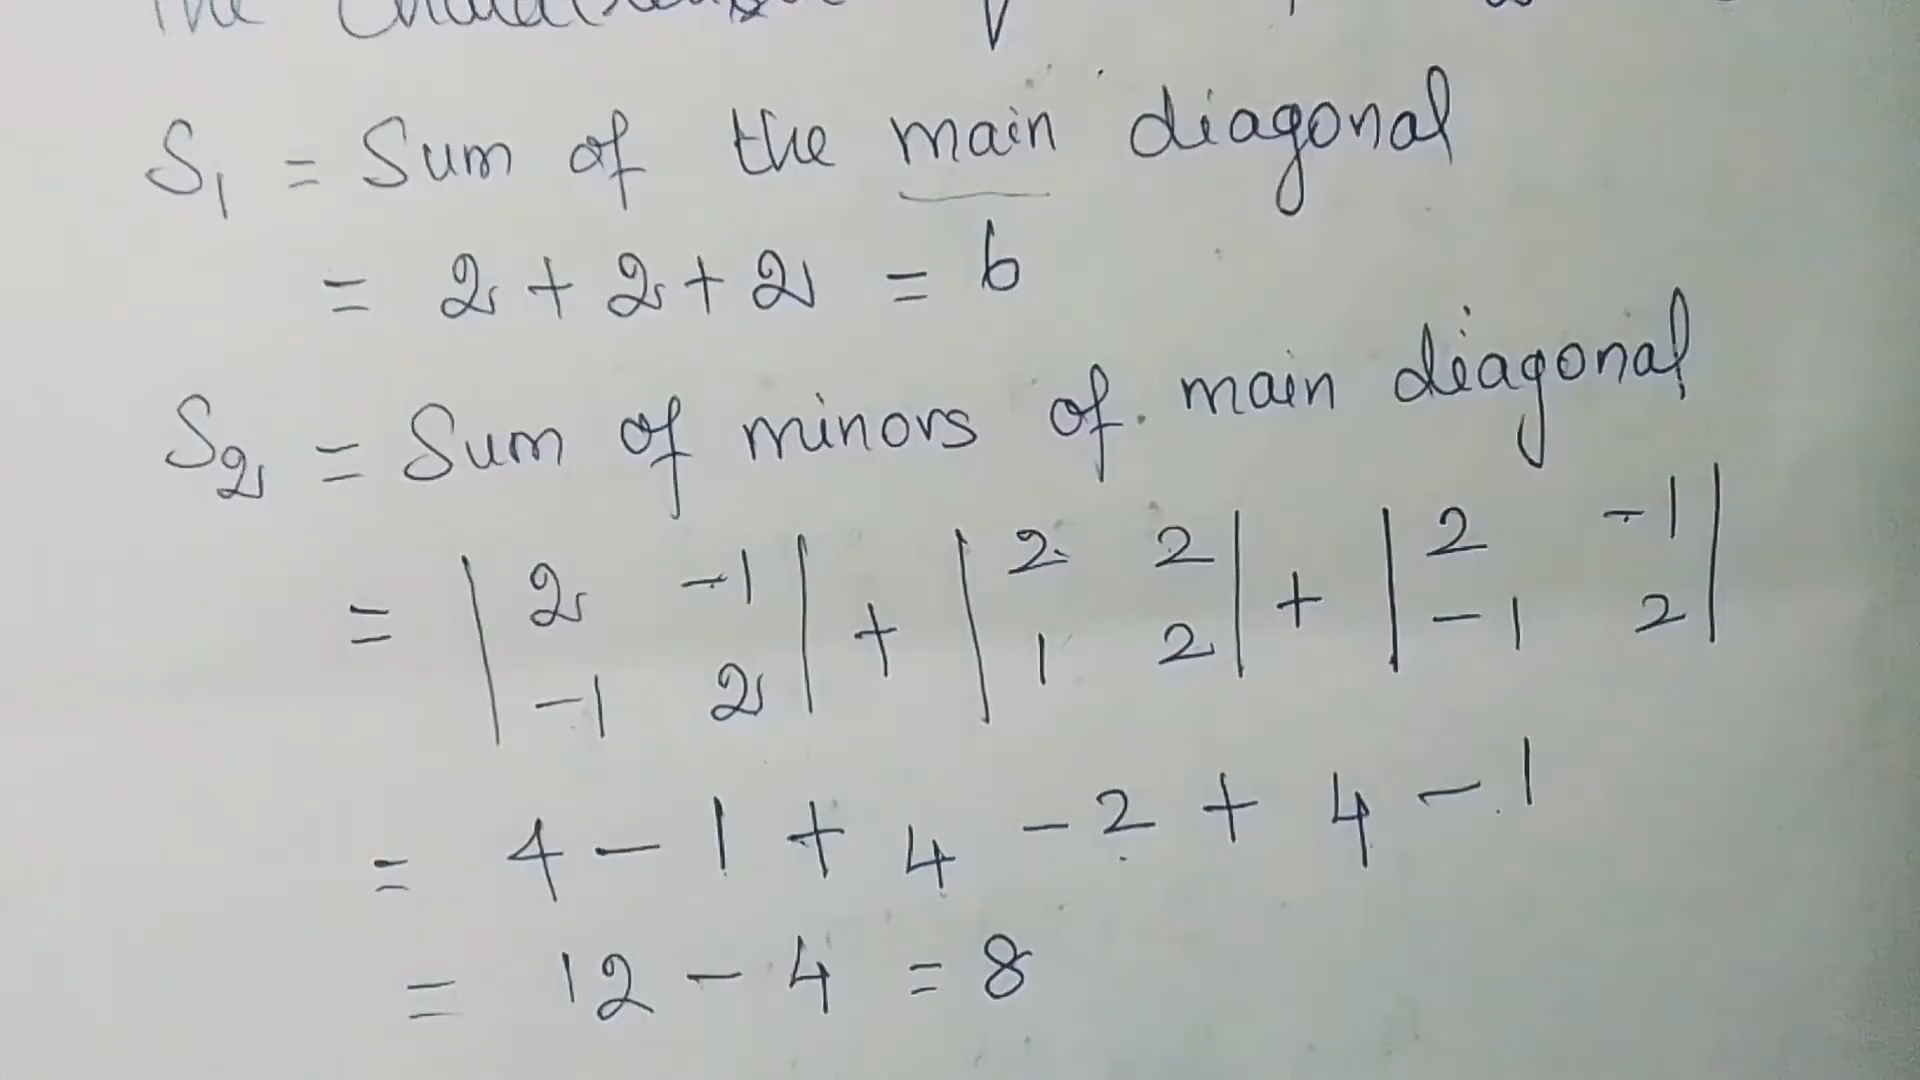 The
S₁ = Sum of the main diagonal
= 2 + 2 + 2 = 6
S₂ = Sum of minors of main diagonal
= | 2 -1 | + | 2 2 | + | 2 -1 |
| -1 2 | | 1 2 | | -1 2 |
= 4 - 1 + 4 - 2 + 4 - 1
= 12 - 4 = 8